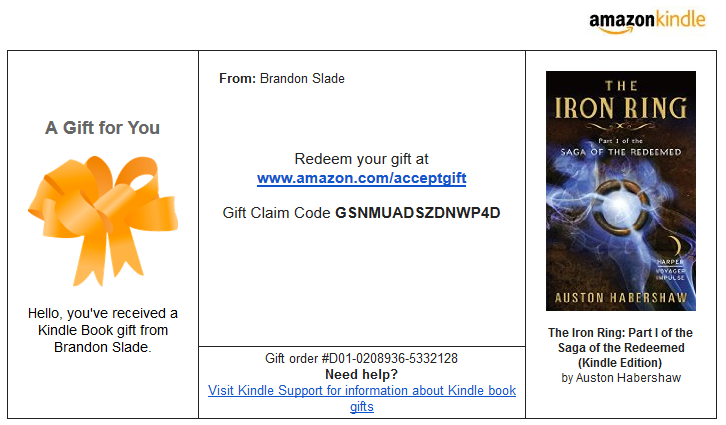 amazonkindle
A Gift for You
Hello, you've received a
Kindle Book gift from
Brandon Slade.
From: Brandon Slade
Redeem your gift at
www.amazon.com/acceptgift
Gift Claim Code GSNMUADSZDNWP4D
Gift order #D01-0208936-5332128
Need help?
Visit Kindle Support for information about Kindle book
gifts
THE
IRON RING
Part I of the
SAGA OF THE REDEEMED
HARPER
VOYAGER
IMPULSE
AUSTON HABERSHAW
The Iron Ring: Part I of the
Saga of the Redeemed
(Kindle Edition)
by Auston Habershaw